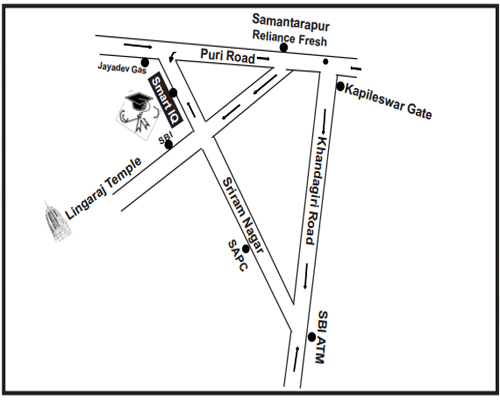 Samantarapur
Reliance Fresh
Puri Road
Jayadev Gas
Kapileswar Gate
Smart IQ
SBI
Lingaraj Temple
Khandagiri Road
Sriram Nagar
SAPC
SBI ATM